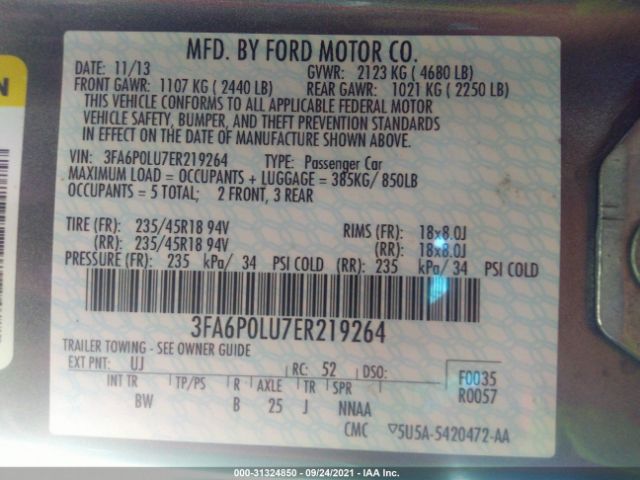 MFD. BY FORD MOTOR CO.
DATE: 11/13 GVWR: 2123 KG ( 4680 LB)
FRONT GAWR: 1107 KG ( 2440 LB) REAR GAWR: 1021 KG ( 2250 LB)
THIS VEHICLE CONFORMS TO ALL APPLICABLE FEDERAL MOTOR
VEHICLE SAFETY, BUMPER, AND THEFT PREVENTION STANDARDS
IN EFFECT ON THE DATE OF MANUFACTURE SHOWN ABOVE.
VIN: 3FA6P0LU7ER219264 TYPE: Passenger Car
MAXIMUM LOAD = OCCUPANTS + LUGGAGE = 385KG/ 850LB
OCCUPANTS = 5 TOTAL; 2 FRONT, 3 REAR
TIRE (FR): 235/45R18 94V RIMS (FR): 18x8.0J
(RR): 235/45R18 94V (RR): 18x8.0J
PRESSURE (FR): 235 kPa/ 34 PSI COLD (RR): 235 kPa/ 34 PSI COLD
3FA6P0LU7ER219264
TRAILER TOWING - SEE OWNER GUIDE
EXT PNT: UJ RC: 52 DSO: F0035
INT TR TP/PS R AXLE TR SPR R0057
BW B 25 J NNAA
CMC ▽5U5A-5420472-AA
000-31324850 - 09/24/2021 - IAA Inc.